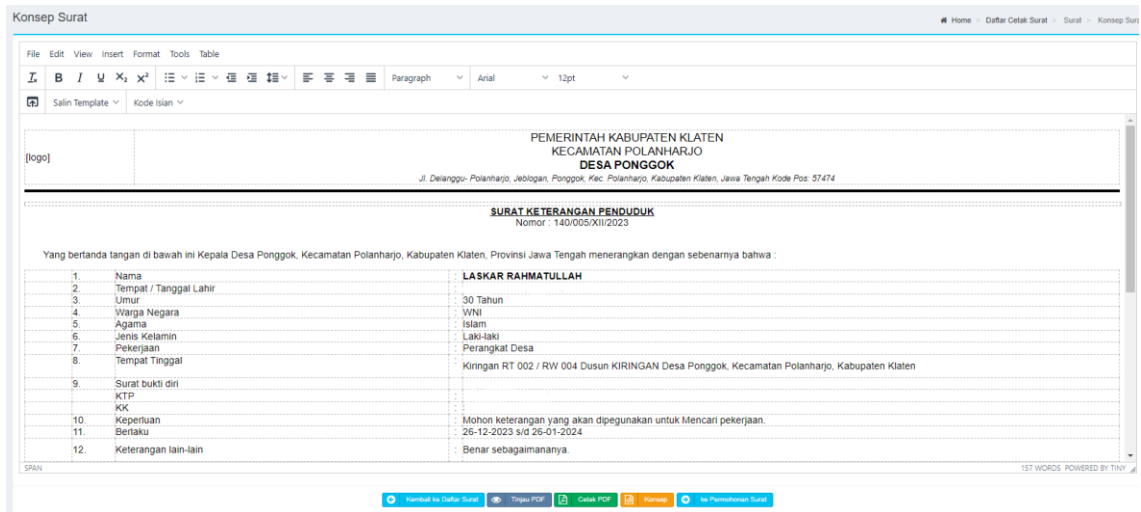 Konsep Surat
Home > Daftar Cetak Surat > Surat > Konsep Sura
File Edit View Insert Format Tools Table
Paragraph Arial 12pt
Salin Template Kode Isian
[logo]
PEMERINTAH KABUPATEN KLATEN
KECAMATAN POLANHARJO
DESA PONGGOK
Jl. Delanggu- Polanharjo, Jeblogan, Ponggok, Kec. Polanharjo, Kabupaten Klaten, Jawa Tengah Kode Pos: 57474
SURAT KETERANGAN PENDUDUK
Nomor : 140/005/XII/2023
Yang bertanda tangan di bawah ini Kepala Desa Ponggok, Kecamatan Polanharjo, Kabupaten Klaten, Provinsi Jawa Tengah menerangkan dengan sebenarnya bahwa :
1. Nama : LASKAR RAHMATULLAH
2. Tempat / Tanggal Lahir :
3. Umur : 30 Tahun
4. Warga Negara : WNI
5. Agama : Islam
6. Jenis Kelamin : Laki-laki
7. Pekerjaan : Perangkat Desa
8. Tempat Tinggal : Kiringan RT 002 / RW 004 Dusun KIRINGAN Desa Ponggok, Kecamatan Polanharjo, Kabupaten Klaten
9. Surat bukti diri
KTP :
KK :
10. Keperluan : Mohon keterangan yang akan dipegunakan untuk Mencari pekerjaan.
11. Berlaku : 26-12-2023 s/d 26-01-2024
12. Keterangan lain-lain : Benar sebagaimananya.
SPAN 157 WORDS POWERED BY TINY
Kembali ke Daftar Surat Tinjau PDF Cetak PDF Konsep ke Permohonan Surat